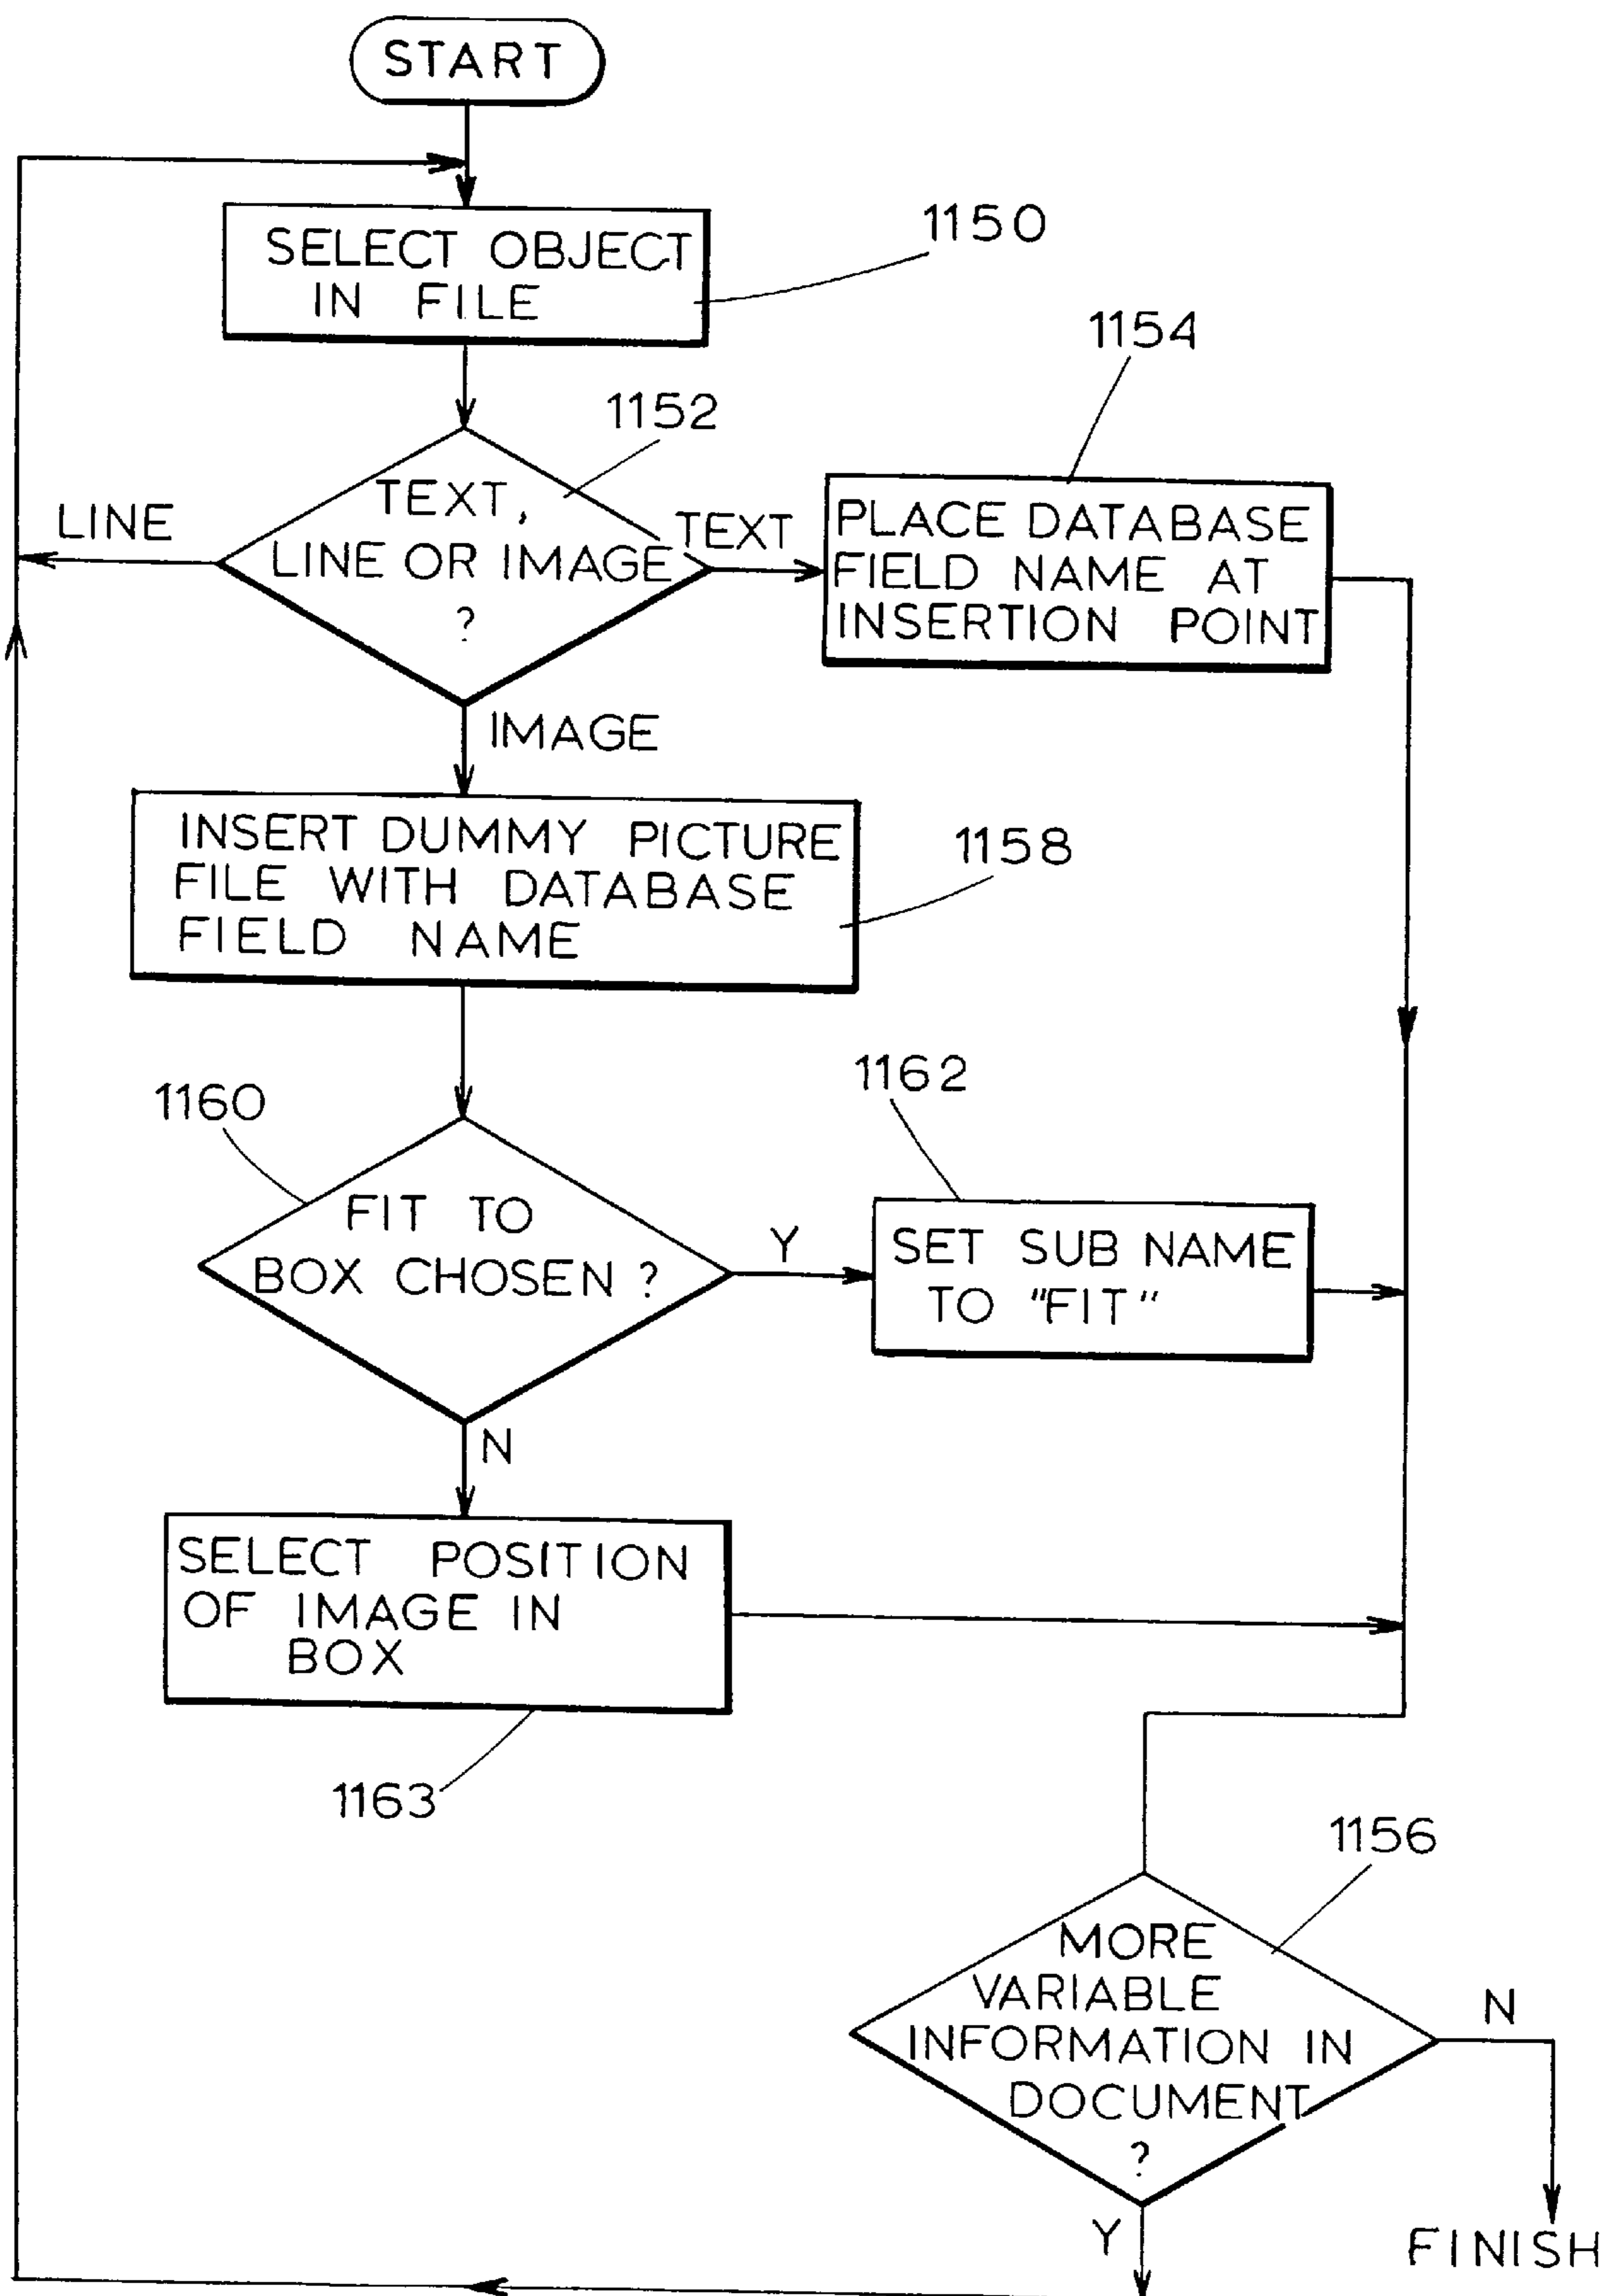 START
SELECT OBJECT
IN FILE
1150
1152
TEXT,
LINE OR IMAGE
?
LINE
TEXT
1154
PLACE DATABASE
FIELD NAME AT
INSERTION POINT
IMAGE
INSERT DUMMY PICTURE
FILE WITH DATABASE
FIELD NAME
1158
1160
FIT TO
BOX CHOSEN ?
Y
1162
SET SUB NAME
TO "FIT"
N
SELECT POSITION
OF IMAGE IN
BOX
1163
1156
MORE
VARIABLE
INFORMATION IN
DOCUMENT
?
N
Y
FINISH